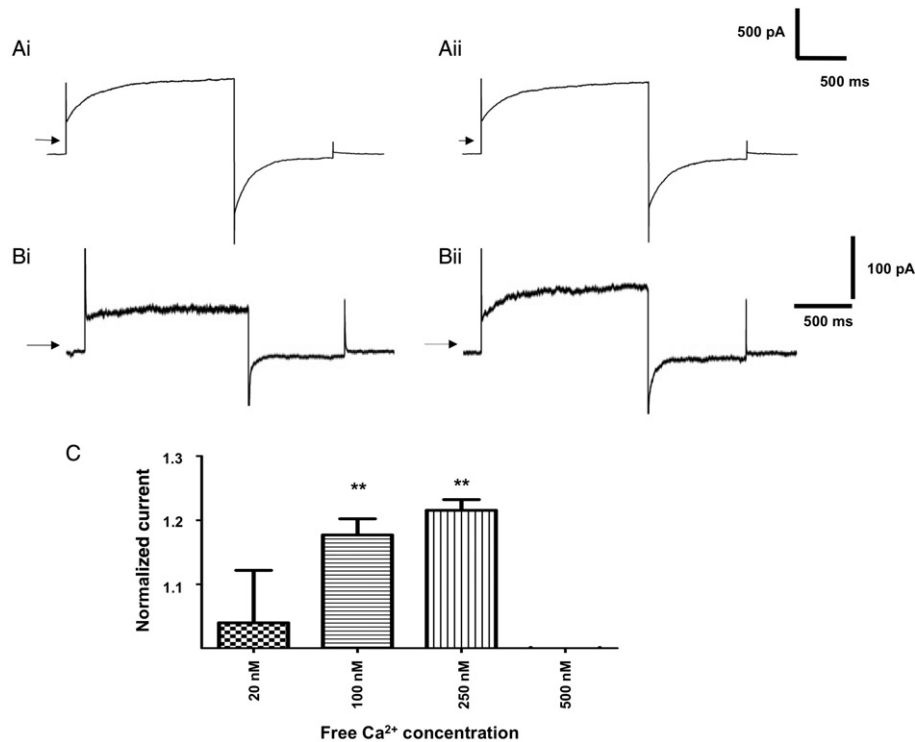 Ai
Aii
500 pA
500 ms
Bi
Bii
100 pA
500 ms
C
Normalized current
1.3
1.2
1.1
**
**
20 nM
100 nM
250 nM
500 nM
Free Ca²⁺ concentration